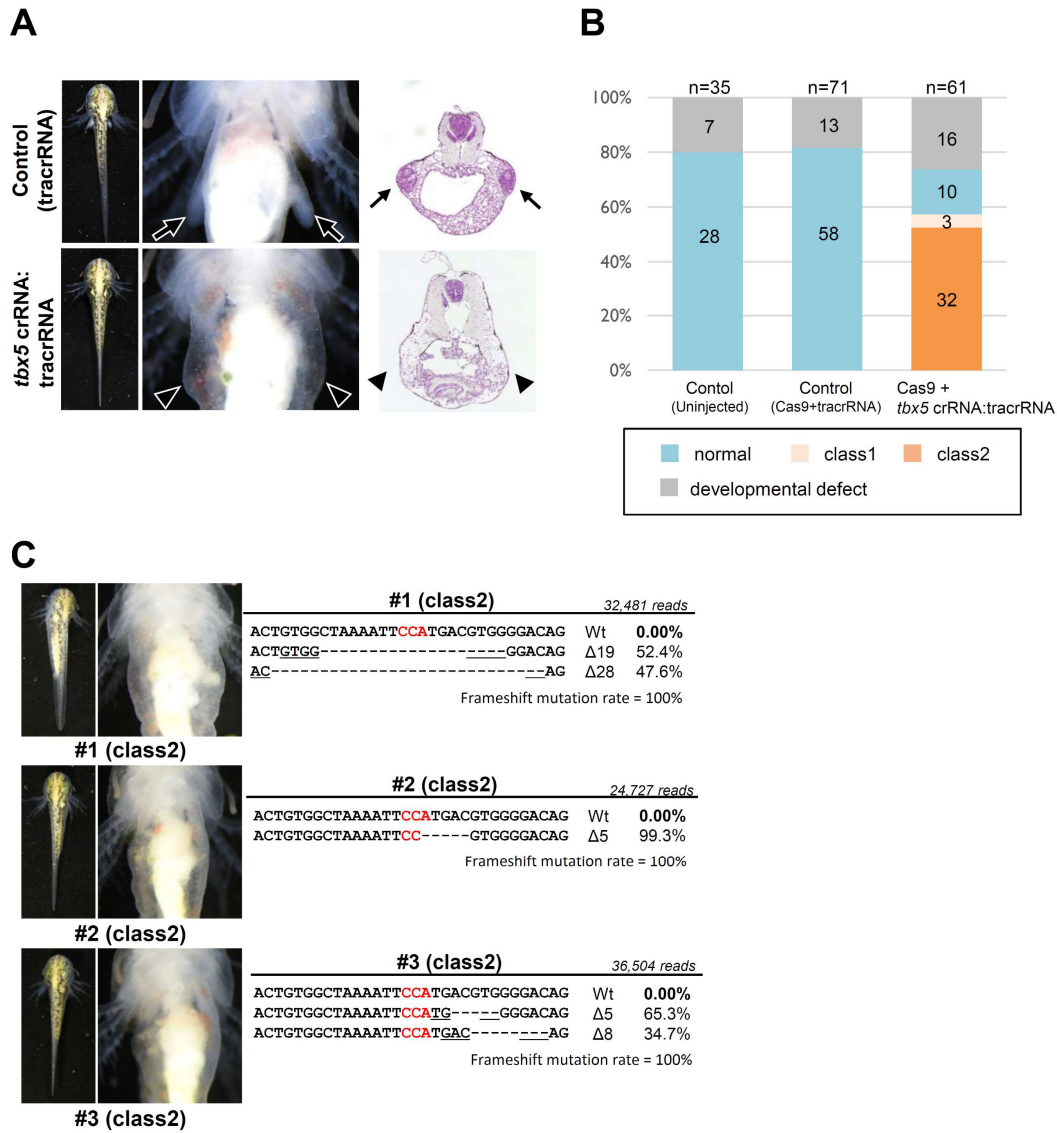 A
B
Control
(tracrRNA)
tbx5 crRNA:
tracrRNA
n=35
n=71
n=61
100%
80%
60%
40%
20%
0%
7
28
13
58
16
10
3
32
Contol
(Uninjected)
Control
(Cas9+tracrRNA)
Cas9 +
tbx5 crRNA:tracrRNA
normal class1 class2
developmental defect
C
#1 (class2) 32,481 reads
ACTGTGGCTAAAATTCCATGACGTGGGGACAG Wt 0.00%
ACTGTGG-------------------GGACAG Δ19 52.4%
AC----------------------------AG Δ28 47.6%
Frameshift mutation rate = 100%
#1 (class2)
#2 (class2) 24,727 reads
ACTGTGGCTAAAATTCCATGACGTGGGGACAG Wt 0.00%
ACTGTGGCTAAAATTCC-----GTGGGGACAG Δ5 99.3%
Frameshift mutation rate = 100%
#2 (class2)
#3 (class2) 36,504 reads
ACTGTGGCTAAAATTCCATGACGTGGGGACAG Wt 0.00%
ACTGTGGCTAAAATTCCATG-----GGGACAG Δ5 65.3%
ACTGTGGCTAAAATTCCATGAC--------AG Δ8 34.7%
Frameshift mutation rate = 100%
#3 (class2)